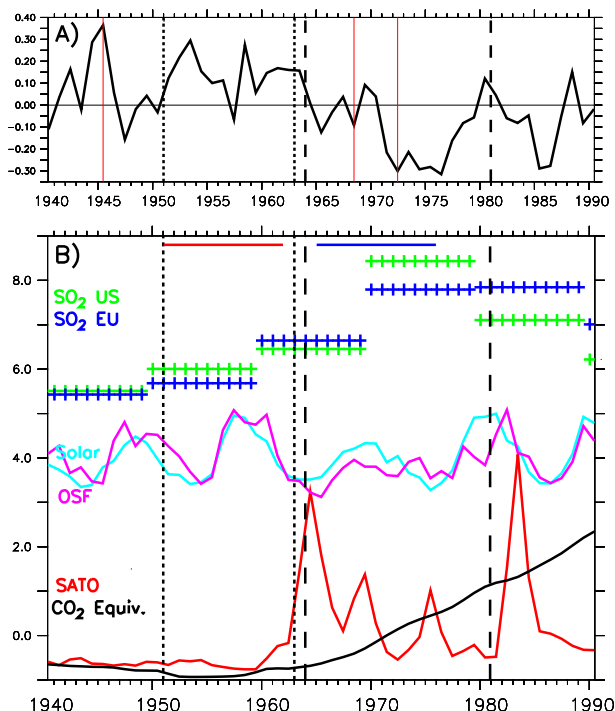 A)
0.40
0.30
0.20
0.10
0.00
-0.10
-0.20
-0.30
1940 1945 1950 1955 1960 1965 1970 1975 1980 1985 1990
B)
8.0
SO2 US
SO2 EU
6.0
Solar
4.0
OSF
2.0
SATO
CO2 Equiv.
0.0
1940 1950 1960 1970 1980 1990